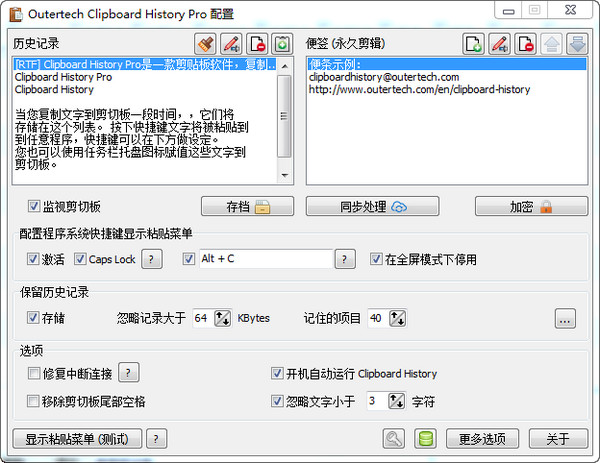 Outertech Clipboard History Pro 配置
历史记录
便签 (永久剪辑)
[RTF] Clipboard History Pro是一款剪贴板软件，复制...
Clipboard History Pro
Clipboard History
当您复制文字到剪切板一段时间，，它们将
存储在这个列表。 按下快捷键文字将被粘贴到
到任意程序，快捷键可以在下方做设定。
您也可以使用任务栏托盘图标赋值这些文字到
剪切板。
便条示例:
clipboardhistory@outertech.com
http://www.outertech.com/en/clipboard-history
监视剪切板
存档
同步处理
加密
配置程序系统快捷键显示粘贴菜单
激活 Caps Lock ? Alt + C ? 在全屏模式下停用
保留历史记录
存储 忽略记录大于 64 KBytes 记住的项目 40 ...
选项
修复中断连接 ? 开机自动运行 Clipboard History
移除剪切板尾部空格 忽略文字小于 3 字符
显示粘贴菜单 (测试) ? 更多选项 关于